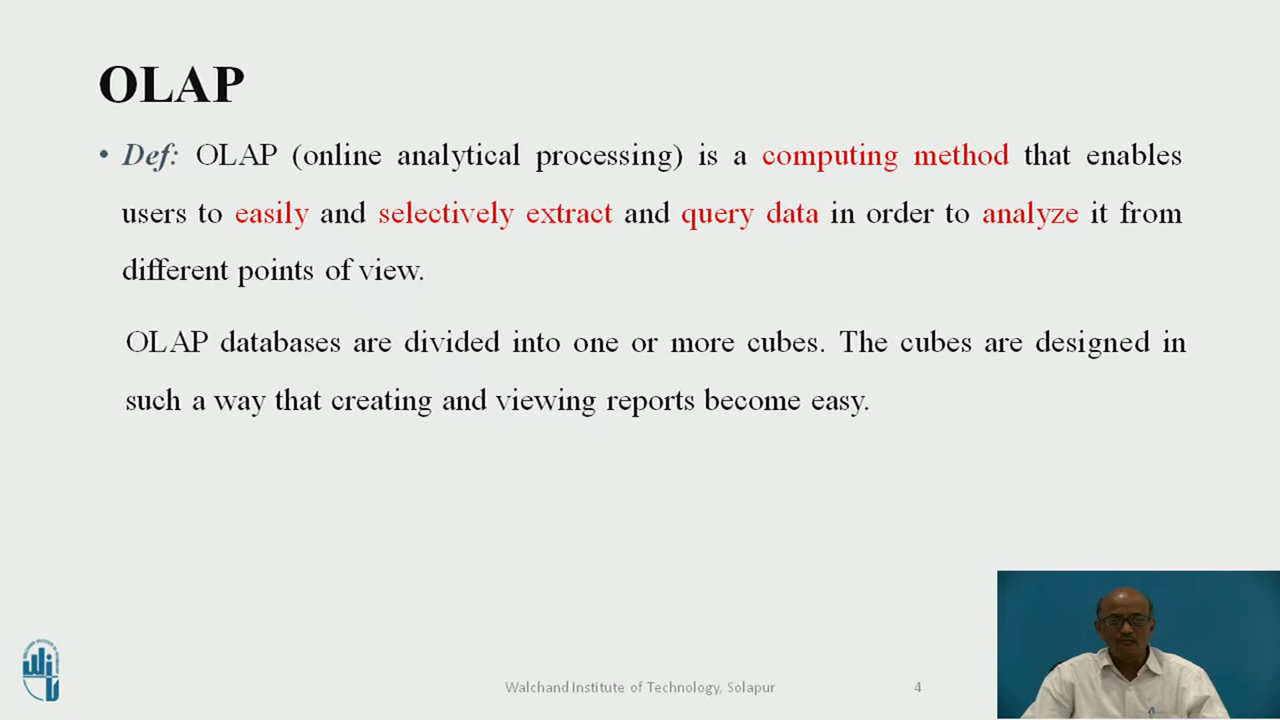 OLAP
• Def: OLAP (online analytical processing) is a computing method that enables
users to easily and selectively extract and query data in order to analyze it from
different points of view.
OLAP databases are divided into one or more cubes. The cubes are designed in
such a way that creating and viewing reports become easy.
Walchand Institute of Technology, Solapur
4